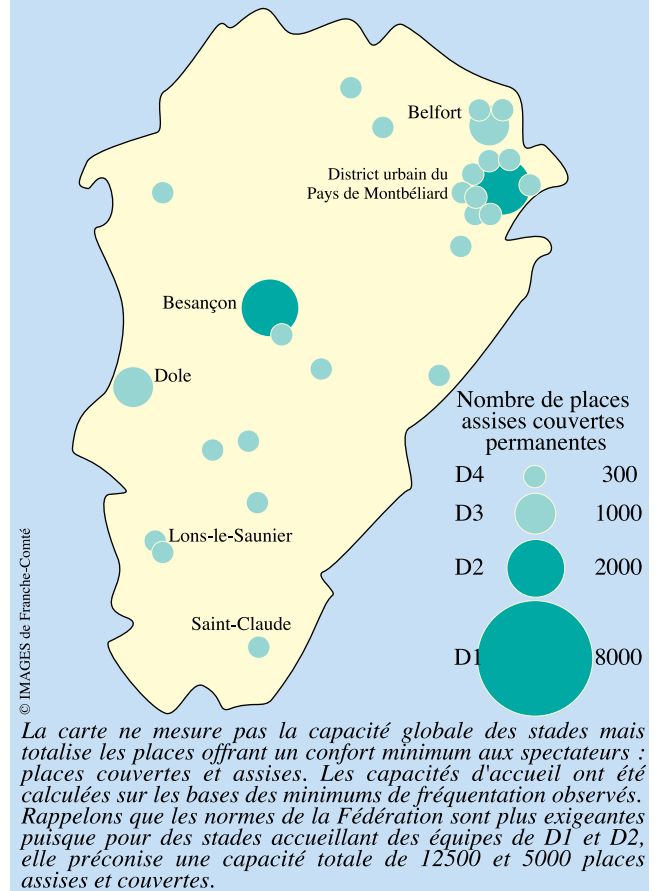 Belfort
District urbain du
Pays de Montbéliard
Besançon
Dole
Nombre de places
assises couvertes
permanentes
D4 300
D3 1000
D2 2000
D1 8000
Lons-le-Saunier
Saint-Claude
© IMAGES de Franche-Comté
La carte ne mesure pas la capacité globale des stades mais
totalise les places offrant un confort minimum aux spectateurs :
places couvertes et assises. Les capacités d'accueil ont été
calculées sur les bases des minimums de fréquentation observés.
Rappelons que les normes de la Fédération sont plus exigeantes
puisque pour des stades accueillant des équipes de D1 et D2,
elle préconise une capacité totale de 12500 et 5000 places
assises et couvertes.